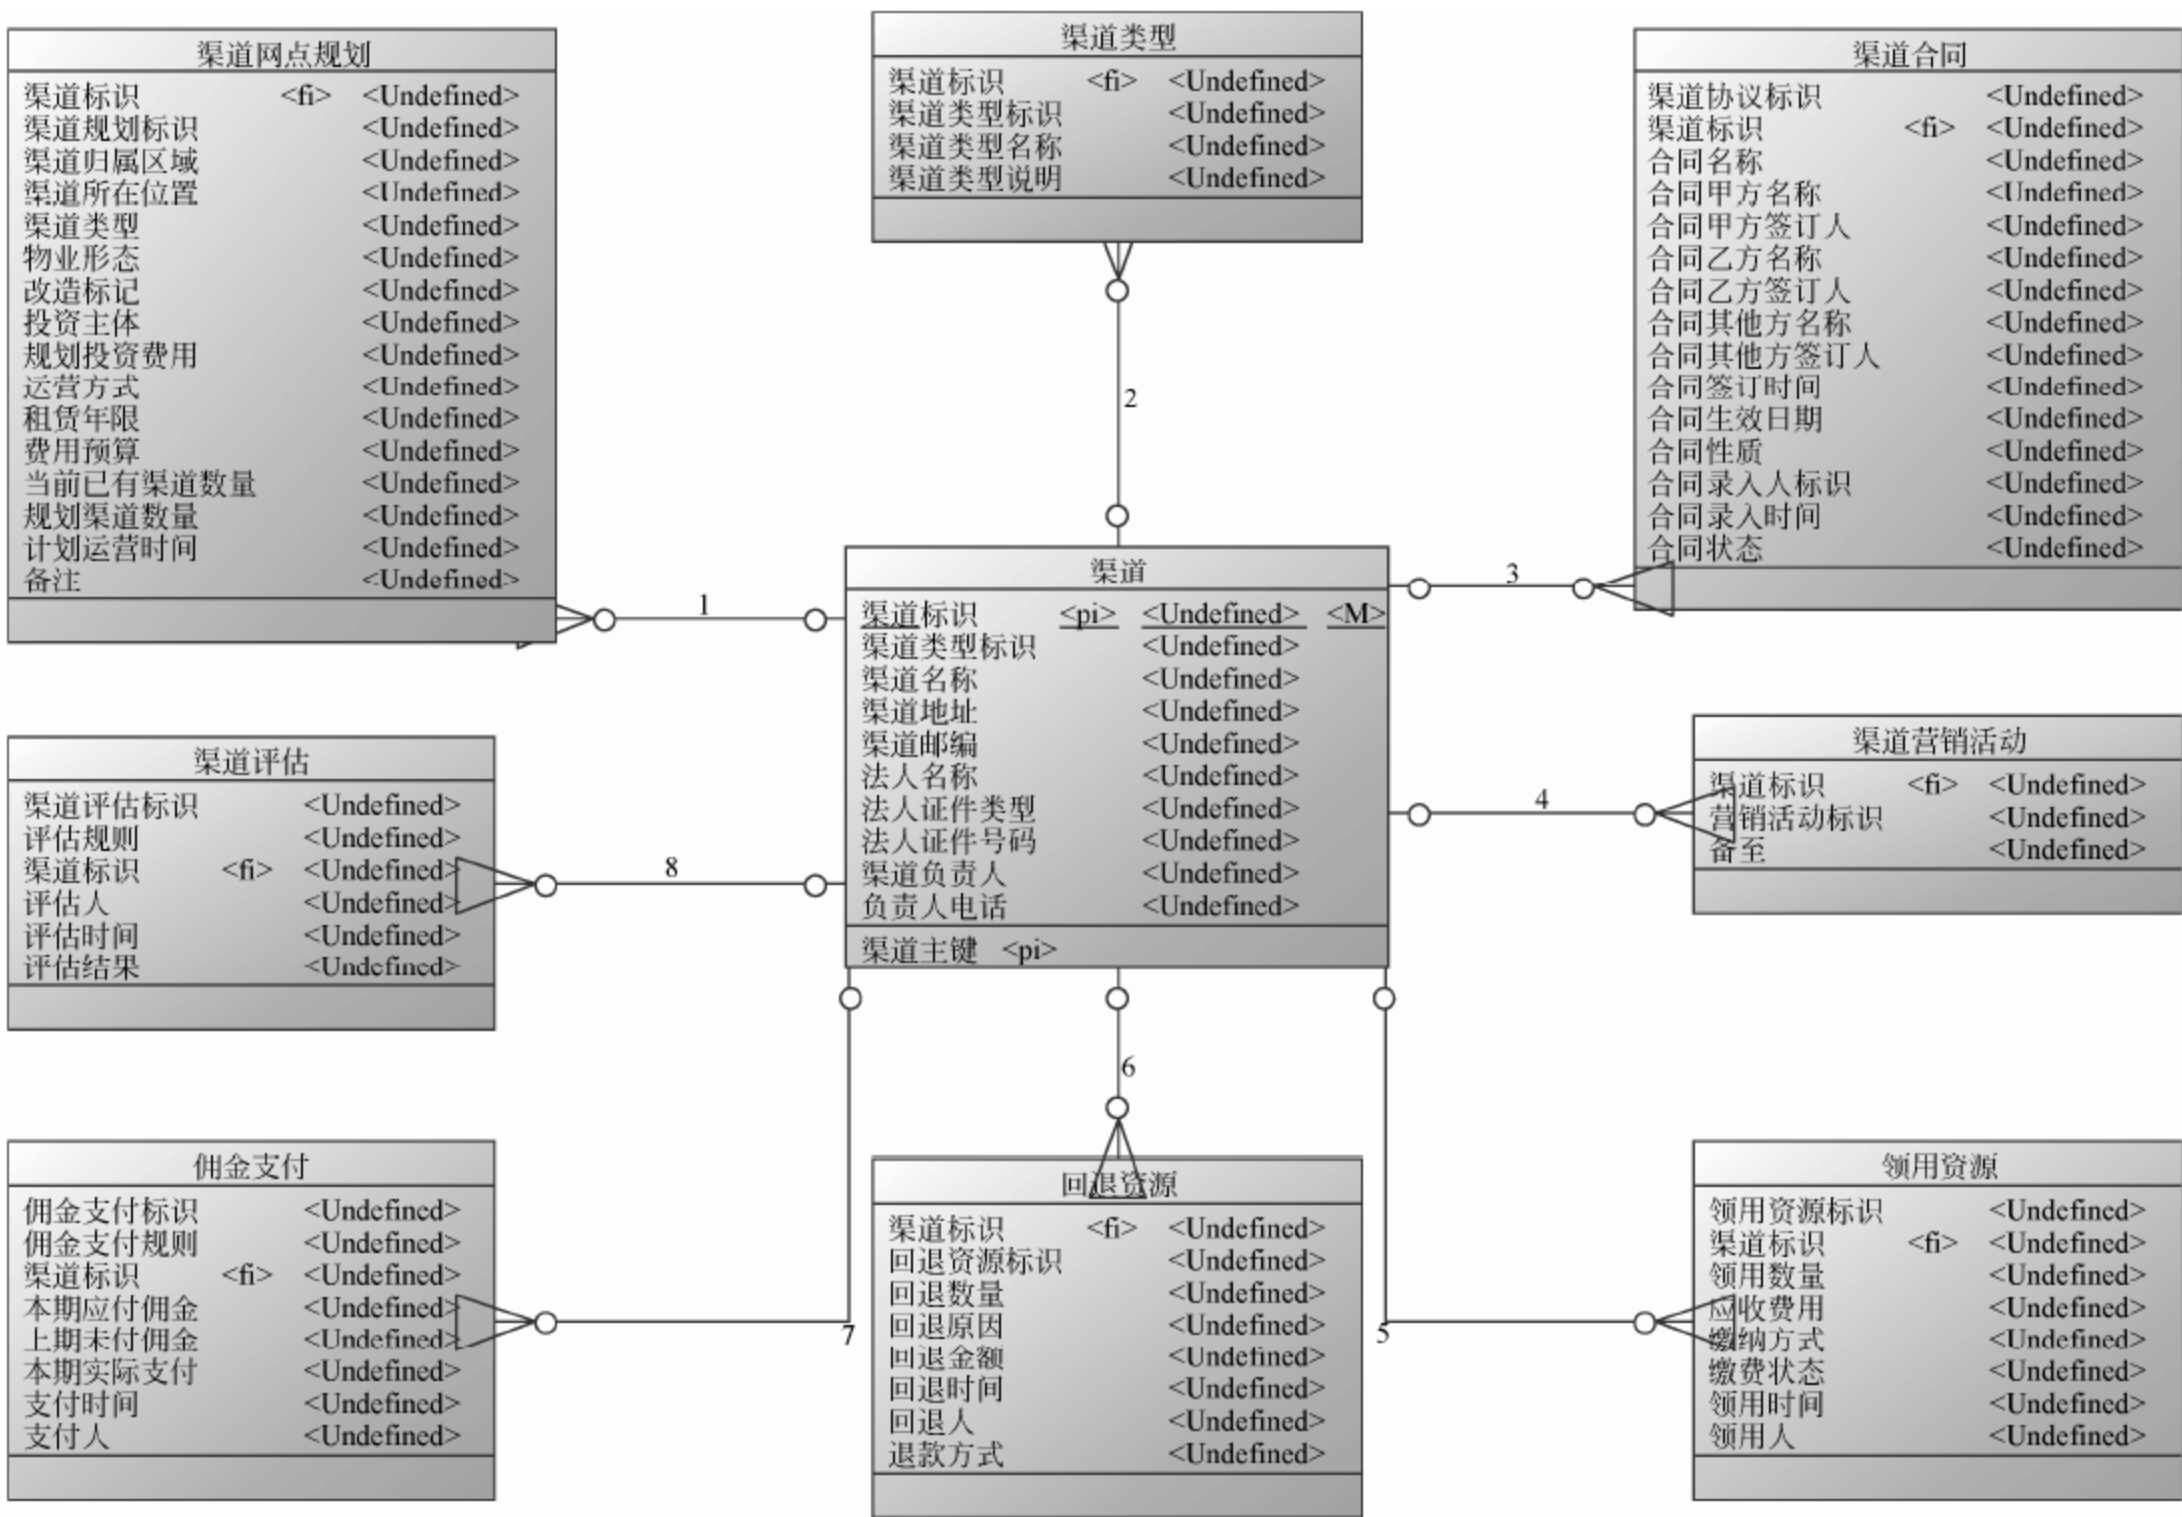 渠道网点规划
渠道标识 <fi> <Undefined>
渠道规划标识 <Undefined>
渠道归属区域 <Undefined>
渠道所在位置 <Undefined>
渠道类型 <Undefined>
物业形态 <Undefined>
改造标记 <Undefined>
投资主体 <Undefined>
规划投资费用 <Undefined>
运营方式 <Undefined>
租赁年限 <Undefined>
费用预算 <Undefined>
当前已有渠道数量 <Undefined>
规划渠道数量 <Undefined>
计划运营时间 <Undefined>
备注 <Undefined>
渠道类型
渠道标识 <fi> <Undefined>
渠道类型标识 <Undefined>
渠道类型名称 <Undefined>
渠道类型说明 <Undefined>
渠道合同
渠道协议标识 <Undefined>
渠道标识 <fi> <Undefined>
合同名称 <Undefined>
合同甲方名称 <Undefined>
合同甲方签订人 <Undefined>
合同乙方名称 <Undefined>
合同乙方签订人 <Undefined>
合同其他方名称 <Undefined>
合同其他方签订人 <Undefined>
合同签订时间 <Undefined>
合同生效日期 <Undefined>
合同性质 <Undefined>
合同录入人标识 <Undefined>
合同录入时间 <Undefined>
合同状态 <Undefined>
2
1
3
渠道
渠道标识 <pi> <Undefined> <M>
渠道类型标识 <Undefined>
渠道名称 <Undefined>
渠道地址 <Undefined>
渠道邮编 <Undefined>
法人名称 <Undefined>
法人证件类型 <Undefined>
法人证件号码 <Undefined>
渠道负责人 <Undefined>
负责人电话 <Undefined>
渠道主键 <pi>
渠道评估
渠道评估标识 <Undefined>
评估规则 <Undefined>
渠道标识 <fi> <Undefined>
评估人 <Undefined>
评估时间 <Undefined>
评估结果 <Undefined>
8
4
渠道营销活动
渠道标识 <fi> <Undefined>
营销活动标识 <Undefined>
备至 <Undefined>
6
7
5
佣金支付
佣金支付标识 <Undefined>
佣金支付规则 <Undefined>
渠道标识 <fi> <Undefined>
本期应付佣金 <Undefined>
上期未付佣金 <Undefined>
本期实际支付 <Undefined>
支付时间 <Undefined>
支付人 <Undefined>
回退资源
渠道标识 <fi> <Undefined>
回退资源标识 <Undefined>
回退数量 <Undefined>
回退原因 <Undefined>
回退金额 <Undefined>
回退时间 <Undefined>
回退人 <Undefined>
退款方式 <Undefined>
领用资源
领用资源标识 <Undefined>
渠道标识 <fi> <Undefined>
领用数量 <Undefined>
应收费用 <Undefined>
缴纳方式 <Undefined>
缴费状态 <Undefined>
领用时间 <Undefined>
领用人 <Undefined>